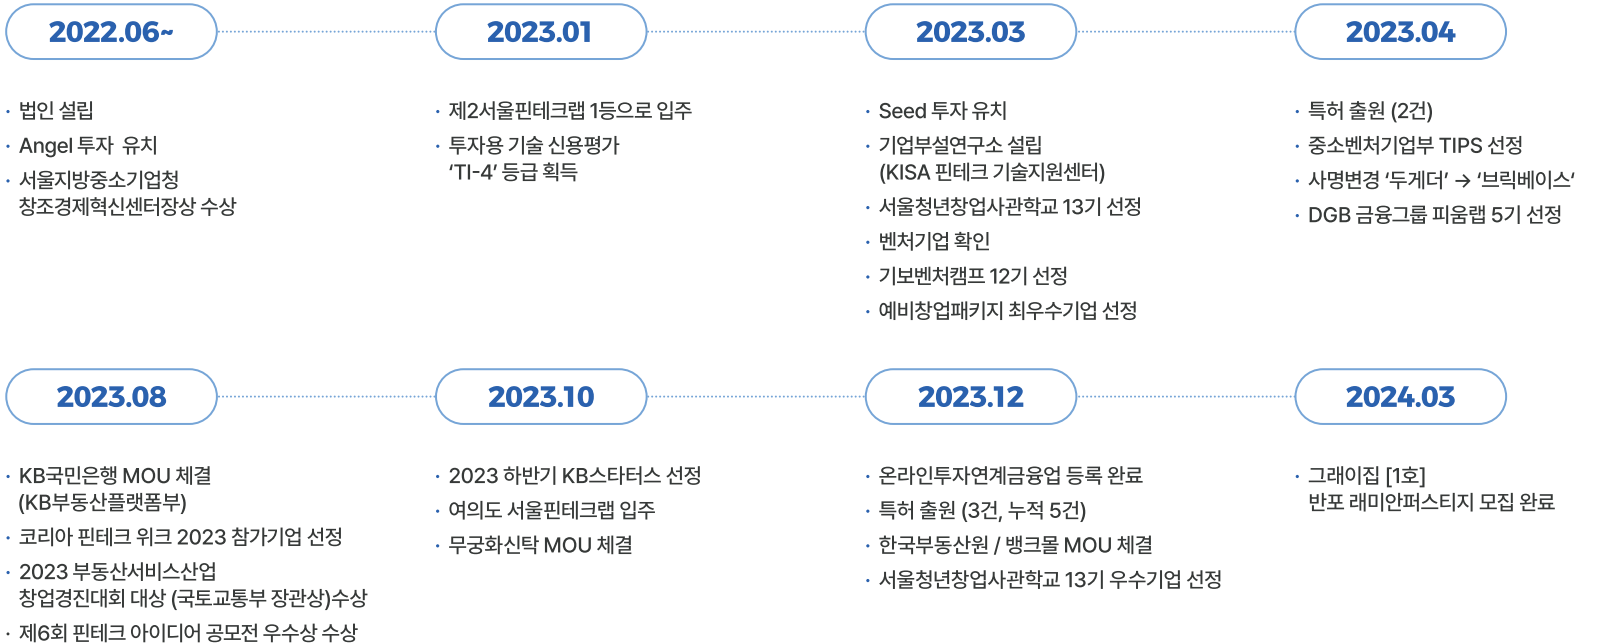 2022.06~
· 법인 설립
· Angel 투자 유치
· 서울지방중소기업청
창조경제혁신센터장상 수상
2023.01
· 제2서울핀테크랩 1등으로 입주
· 투자용 기술 신용평가
‘TI-4’ 등급 획득
2023.03
· Seed 투자 유치
· 기업부설연구소 설립
(KISA 핀테크 기술지원센터)
· 서울청년창업사관학교 13기 선정
· 벤처기업 확인
· 기보벤처캠프 12기 선정
· 예비창업패키지 최우수기업 선정
2023.04
· 특허 출원 (2건)
· 중소벤처기업부 TIPS 선정
· 사명변경 ‘두게더’ → ‘브릭베이스‘
· DGB 금융그룹 피움랩 5기 선정
2023.08
· KB국민은행 MOU 체결
(KB부동산플랫폼부)
· 코리아 핀테크 위크 2023 참가기업 선정
· 2023 부동산서비스산업
창업경진대회 대상 (국토교통부 장관상)수상
· 제6회 핀테크 아이디어 공모전 우수상 수상
2023.10
· 2023 하반기 KB스타터스 선정
· 여의도 서울핀테크랩 입주
· 무궁화신탁 MOU 체결
2023.12
· 온라인투자연계금융업 등록 완료
· 특허 출원 (3건, 누적 5건)
· 한국부동산원 / 뱅크몰 MOU 체결
· 서울청년창업사관학교 13기 우수기업 선정
2024.03
· 그래이집 [1호]
반포 래미안퍼스티지 모집 완료